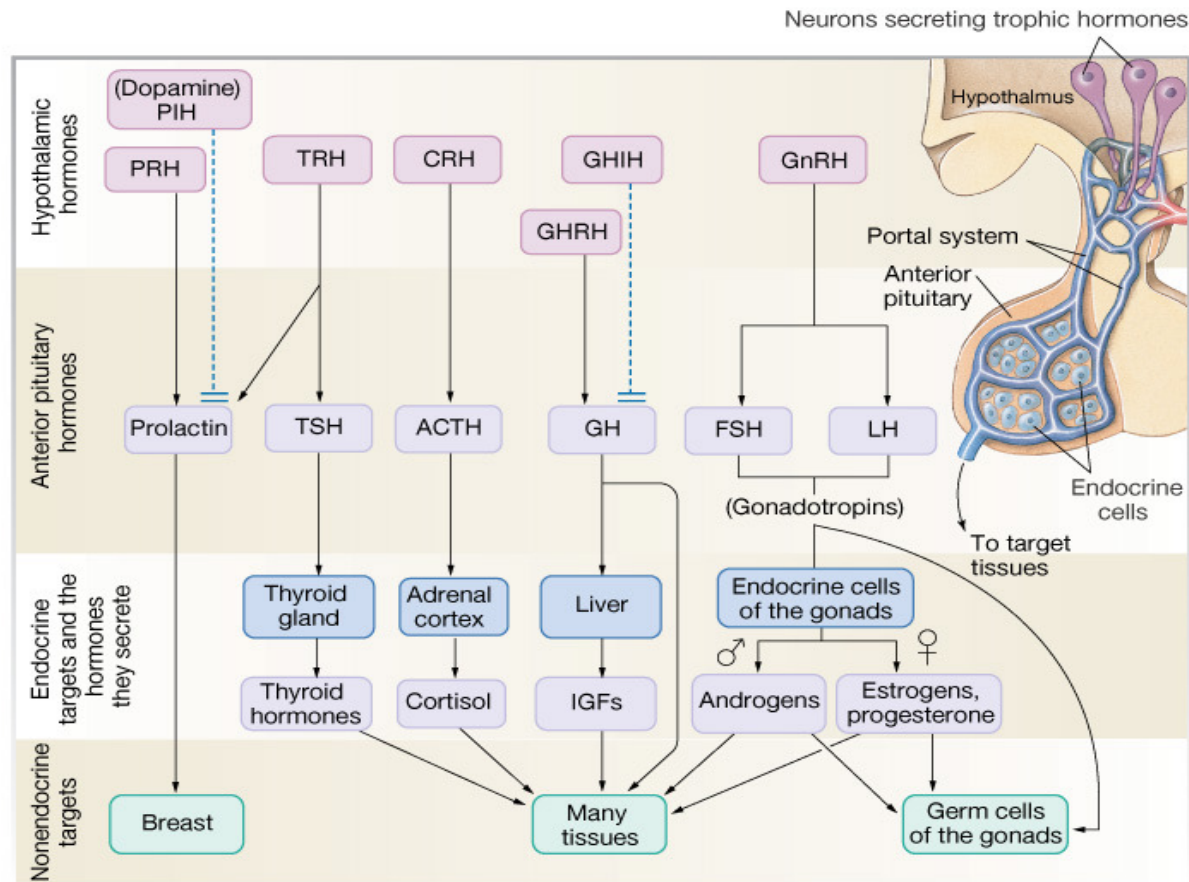 Neurons secreting trophic hormones
Hypothalamic
hormones
(Dopamine)
PIH
PRH
TRH
CRH
GHIH
GHRH
GnRH
Hypothalmus
Portal system
Anterior
pituitary
Anterior pituitary
hormones
Prolactin
TSH
ACTH
GH
FSH
LH
(Gonadotropins)
Endocrine
cells
To target
tissues
Endocrine
targets and the
hormones
they secrete
Thyroid
gland
Adrenal
cortex
Liver
Endocrine cells
of the gonads
♂
♀
Thyroid
hormones
Cortisol
IGFs
Androgens
Estrogens,
progesterone
Nonendocrine
targets
Breast
Many
tissues
Germ cells
of the gonads